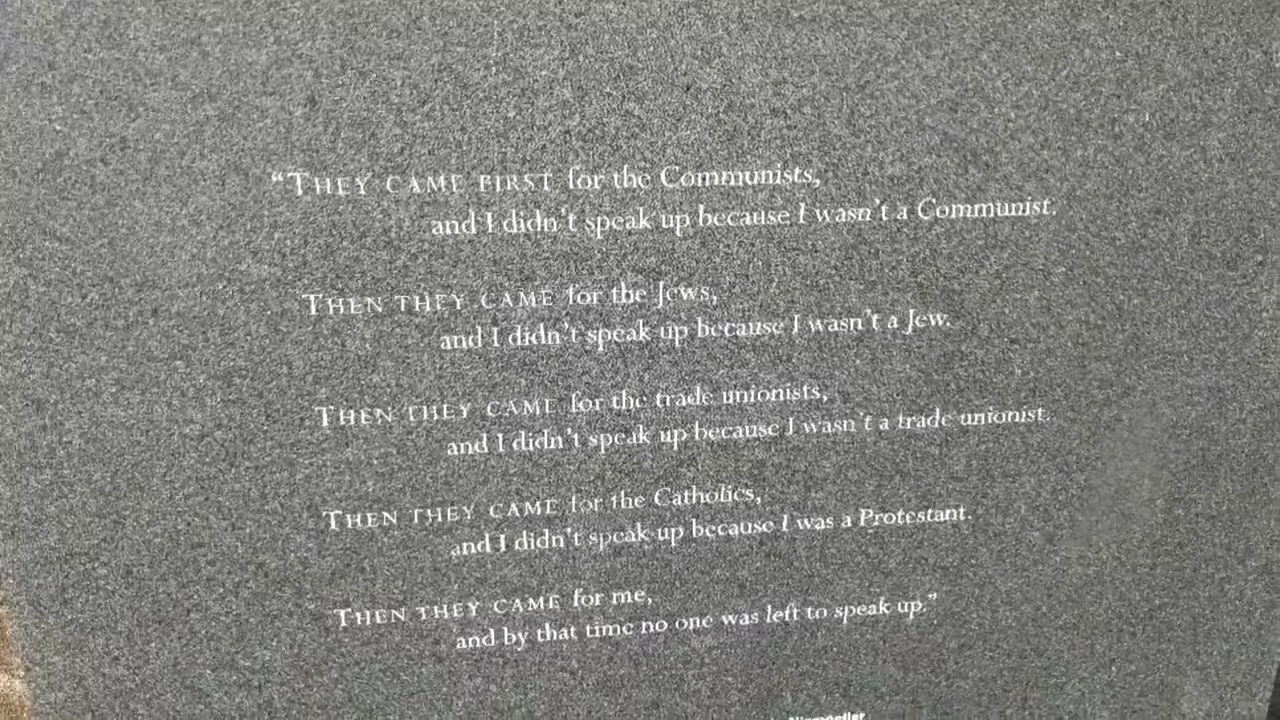 “THEY CAME FIRST for the Communists,
and I didn’t speak up because I wasn’t a Communist.
THEN THEY CAME for the Jews,
and I didn’t speak up because I wasn’t a Jew.
THEN THEY CAME for the trade unionists,
and I didn’t speak up because I wasn’t a trade unionist.
THEN THEY CAME for the Catholics,
and I didn’t speak up because I was a Protestant.
THEN THEY CAME for me,
and by that time no one was left to speak up.”